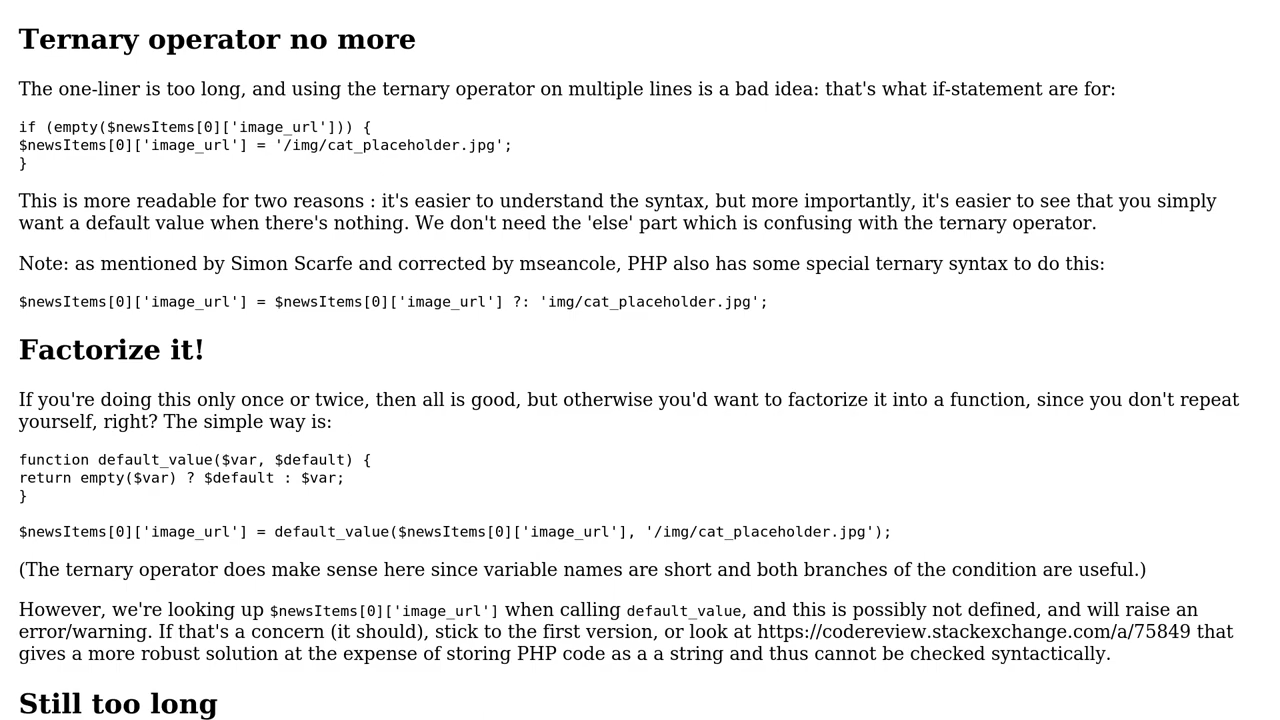 Ternary operator no more
The one-liner is too long, and using the ternary operator on multiple lines is a bad idea: that's what if-statement are for:
if (empty($newsItems[0]['image_url'])) {
$newsItems[0]['image_url'] = '/img/cat_placeholder.jpg';
}
This is more readable for two reasons : it's easier to understand the syntax, but more importantly, it's easier to see that you simply
want a default value when there's nothing. We don't need the 'else' part which is confusing with the ternary operator.
Note: as mentioned by Simon Scarfe and corrected by mseancole, PHP also has some special ternary syntax to do this:
$newsItems[0]['image_url'] = $newsItems[0]['image_url'] ?: 'img/cat_placeholder.jpg';
Factorize it!
If you're doing this only once or twice, then all is good, but otherwise you'd want to factorize it into a function, since you don't repeat
yourself, right? The simple way is:
function default_value($var, $default) {
return empty($var) ? $default : $var;
}
$newsItems[0]['image_url'] = default_value($newsItems[0]['image_url'], '/img/cat_placeholder.jpg');
(The ternary operator does make sense here since variable names are short and both branches of the condition are useful.)
However, we're looking up $newsItems[0]['image_url'] when calling default_value, and this is possibly not defined, and will raise an
error/warning. If that's a concern (it should), stick to the first version, or look at https://codereview.stackexchange.com/a/75849 that
gives a more robust solution at the expense of storing PHP code as a a string and thus cannot be checked syntactically.
Still too long